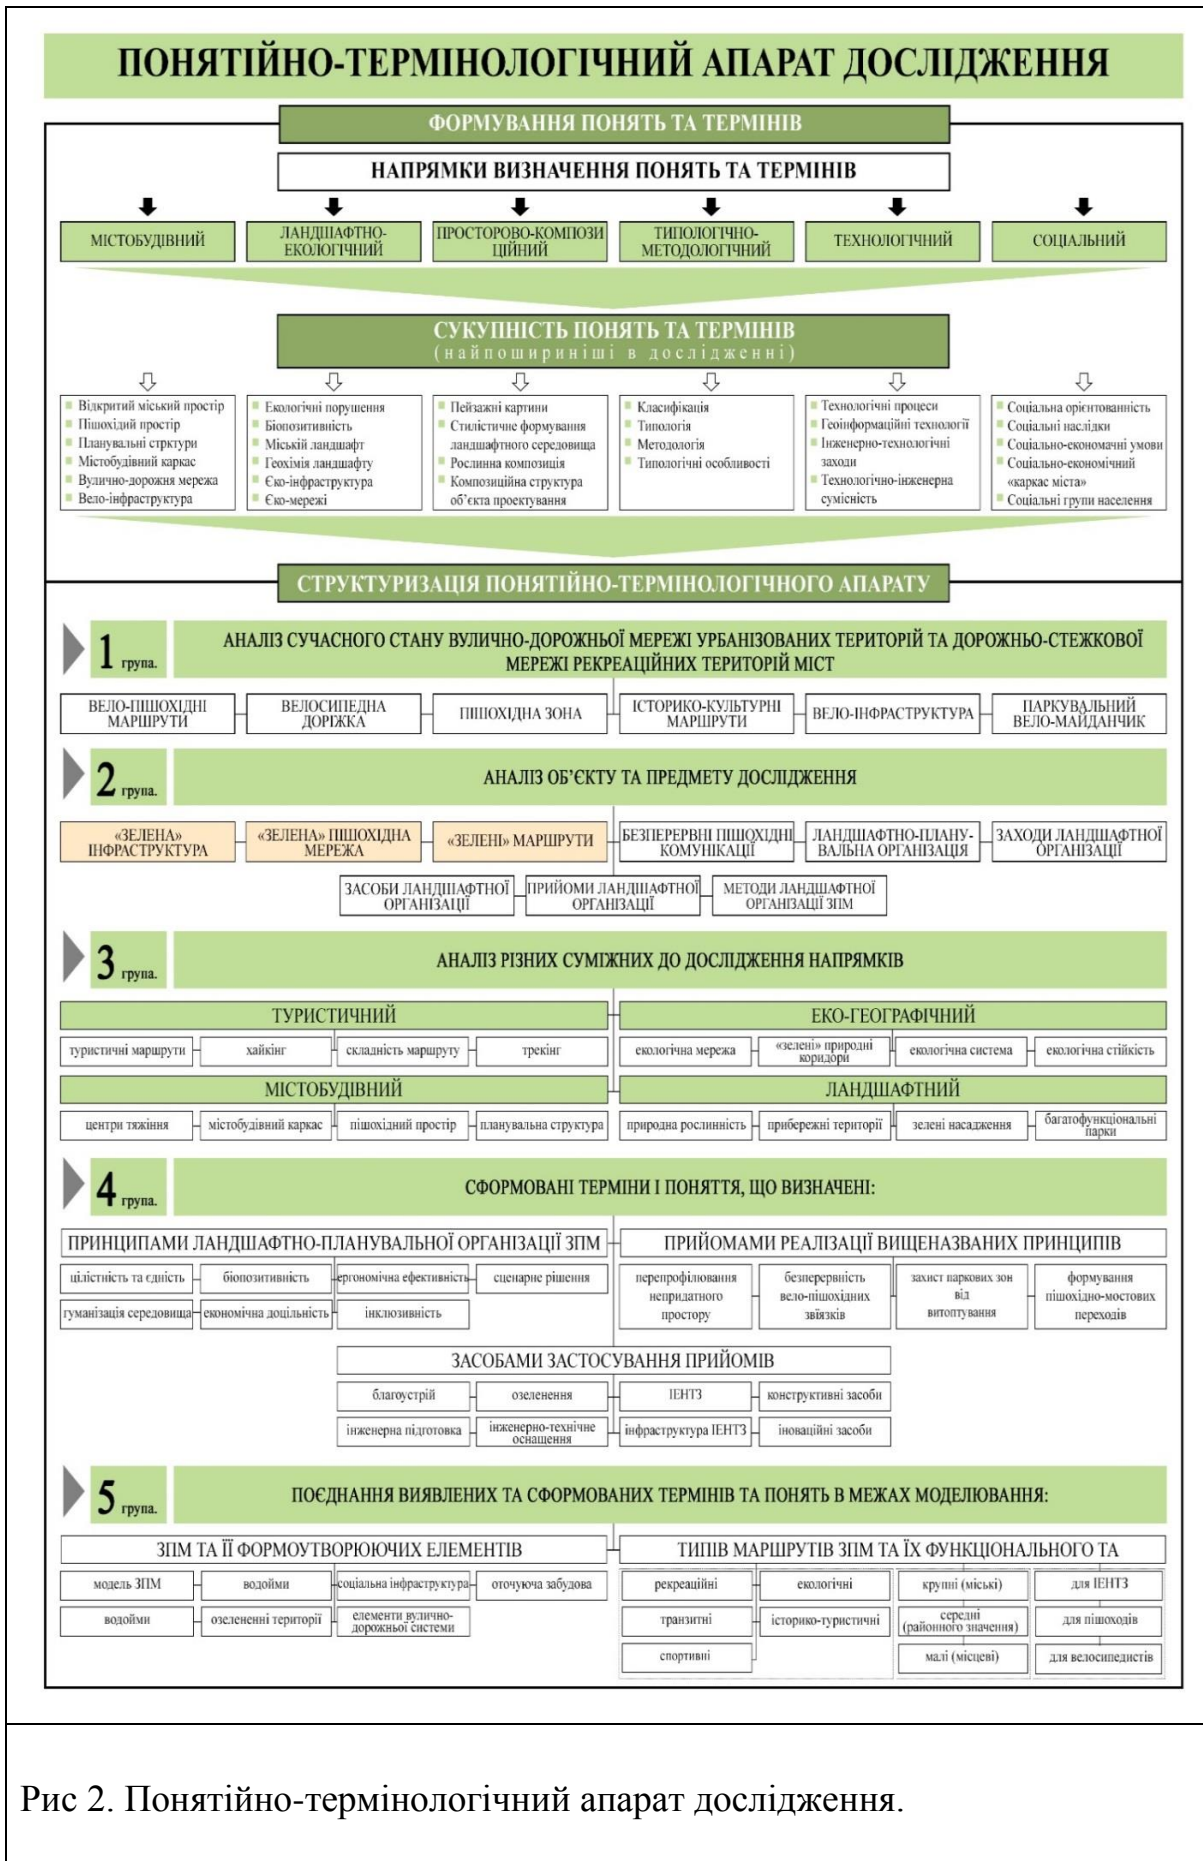 ПОНЯТІЙНО-ТЕРМІНОЛОГІЧНИЙ АПАРАТ ДОСЛІДЖЕННЯ
ФОРМУВАННЯ ПОНЯТЬ ТА ТЕРМІНІВ
НАПРЯМКИ ВИЗНАЧЕННЯ ПОНЯТЬ ТА ТЕРМІНІВ
МІСТОБУДІВНИЙ
ЛАНДШАФТНО-
ЕКОЛОГІЧНИЙ
ПРОСТОРОВО-КОМПОЗИ
ЦІЙНИЙ
ТИПОЛОГІЧНО-
МЕТОДОЛОГІЧНИЙ
ТЕХНОЛОГІЧНИЙ
СОЦІАЛЬНИЙ
СУКУПНІСТЬ ПОНЯТЬ ТА ТЕРМІНІВ
(найпошириніші в дослідженні)
Відкритий міський простір
Пішохідий простір
Планувальні стрктури
Містобудівний каркас
Вулично-дорожня мережа
Вело-інфраструктура
Екологічні порушення
Біопозитивність
Міській ландшафт
Геохімія ландшафту
Єко-інфраструктура
Єко-мережі
Пейзажні картини
Стилістичне формування
ландшафтного середовища
Рослинна композиція
Композиційна структура
об'єкта проектування
Класифікація
Типологія
Методологія
Типологічні особливості
Технологічні процеси
Геоінформаційні технології
Інженерно-технологічні
заходи
Технологічно-інженерна
сумісність
Соціальна орієнтованність
Соціальні наслідки
Соціально-економачні умови
Соціально-економічний
«каркас міста»
Соціальні групи населення
СТРУКТУРИЗАЦІЯ ПОНЯТІЙНО-ТЕРМІНОЛОГІЧНОГО АПАРАТУ
1 група.
АНАЛІЗ СУЧАСНОГО СТАНУ ВУЛИЧНО-ДОРОЖНЬОЇ МЕРЕЖІ УРБАНІЗОВАНИХ ТЕРИТОРІЙ ТА ДОРОЖНЬО-СТЕЖКОВОЇ
МЕРЕЖІ РЕКРЕАЦІЙНИХ ТЕРИТОРІЙ МІСТ
ВЕЛО-ПІШОХІДНІ
МАРШРУТИ
ВЕЛОСИПЕДНА
ДОРІЖКА
ПІШОХІДНА ЗОНА
ІСТОРИКО-КУЛЬТУРНІ
МАРШРУТИ
ВЕЛО-ІНФРАСТРУКТУРА
ПАРКУВАЛЬНИЙ
ВЕЛО-МАЙДАНЧИК
2 група.
АНАЛІЗ ОБ'ЄКТУ ТА ПРЕДМЕТУ ДОСЛІДЖЕННЯ
«ЗЕЛЕНА»
ІНФРАСТРУКТУРА
«ЗЕЛЕНА» ПІШОХІДНА
МЕРЕЖА
«ЗЕЛЕНІ» МАРШРУТИ
БЕЗПЕРЕРВНІ ПІШОХІДНІ
КОМУНІКАЦІЇ
ЛАНДШАФТНО-ПЛАНУ-
ВАЛЬНА ОРГАНІЗАЦІЯ
ЗАХОДИ ЛАНДШАФТНОЇ
ОРГАНІЗАЦІЇ
ЗАСОБИ ЛАНДШАФТНОЇ
ОРГАНІЗАЦІЇ
ПРИЙОМИ ЛАНДШАФТНОЇ
ОРГАНІЗАЦІЇ
МЕТОДИ ЛАНДШАФТНОЇ
ОРГАНІЗАЦІЇ ЗПМ
3 група.
АНАЛІЗ РІЗНИХ СУМІЖНИХ ДО ДОСЛІДЖЕННЯ НАПРЯМКІВ
ТУРИСТИЧНИЙ
ЕКО-ГЕОГРАФІЧНИЙ
туристичні маршрути
хайкінг
складність маршруту
трекінг
екологічна мережа
«зелені» природні
коридори
екологічна система
екологічна стійкість
МІСТОБУДІВНИЙ
ЛАНДШАФТНИЙ
центри тяжіння
містобудівний каркас
пішохідний простір
планувальна структура
природна рослинність
прибережні території
зелені насадження
багатофункціональні
парки
4 група.
СФОРМОВАНІ ТЕРМІНИ І ПОНЯТТЯ, ЩО ВИЗНАЧЕНІ:
ПРИНЦИПАМИ ЛАНДШАФТНО-ПЛАНУВАЛЬНОЇ ОРГАНІЗАЦІЇ ЗПМ
ПРИЙОМАМИ РЕАЛІЗАЦІЇ ВИЩЕНАЗВАНИХ ПРИНЦИПІВ
цілістність та єдність
біопозитивність
ергономічна ефективність
сценарне рішення
гуманізація середовища
економічна доцільність
інклюзивність
перепрофілювання
непридатного
простору
безперервність
вело-пішохідних
звіязків
захист паркових зон
від
витоптування
формування
пішохідно-мостових
переходів
ЗАСОБАМИ ЗАСТОСУВАННЯ ПРИЙОМІВ
благоустрій
озеленення
ІЕНТЗ
конструктивні засоби
інженерна підготовка
інженерно-технічне
оснащення
інфраструктура ІЕНТЗ
іноваційні засоби
5 група.
ПОЄДНАННЯ ВИЯВЛЕНИХ ТА СФОРМОВАНИХ ТЕРМІНІВ ТА ПОНЯТЬ В МЕЖАХ МОДЕЛЮВАННЯ:
ЗПМ ТА ЇЇ ФОРМОУТВОРЮЮЧИХ ЕЛЕМЕНТІВ
ТИПІВ МАРШРУТІВ ЗПМ ТА ЇХ ФУНКЦІОНАЛЬНОГО ТА
модель ЗПМ
водойми
соціальна інфраструктура
оточуюча забудова
водойми
озелененні території
елементи вулично-
дорожньої системи
рекреаційні
екологічні
крупні (міські)
для ІЕНТЗ
транзитні
історико-туристичні
середні
(районного значення)
для пішоходів
спортивні
малі (місцеві)
для велосипедистів
Рис 2. Понятійно-термінологічний апарат дослідження.